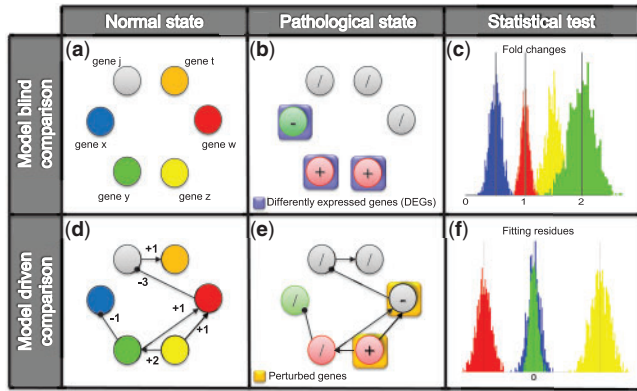 Normal state
Pathological state
Statistical test
Model blind
comparison
(a)
gene j
gene t
gene x
gene w
gene y
gene z
(b)
/
/
-
/
+
+
Differently expressed genes (DEGs)
(c)
Fold changes
0
1
2
Model driven
comparison
(d)
+1
-3
-1
+1
+1
+2
(e)
/
/
/
-
/
+
Perturbed genes
(f)
Fitting residues
0